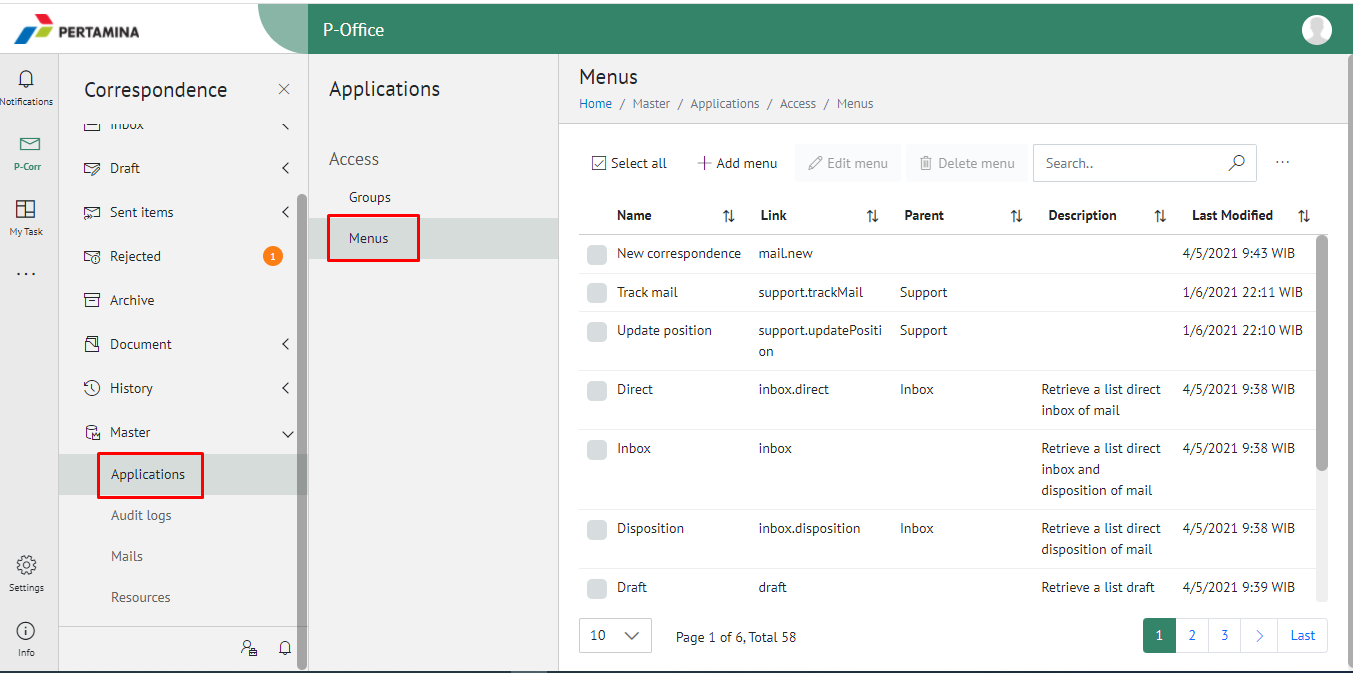 PERTAMINA
P-Office
Notifications
P-Corr
My Task
...
Settings
Info
Correspondence
Inbox
Draft
Sent items
Rejected
1
Archive
Document
History
Master
Applications
Audit logs
Mails
Resources
Applications
Access
Groups
Menus
Menus
Home / Master / Applications / Access / Menus
Select all + Add menu Edit menu Delete menu Search.. ...
Name Link Parent Description Last Modified
New correspondence mail.new 4/5/2021 9:43 WIB
Track mail support.trackMail Support 1/6/2021 22:11 WIB
Update position support.updatePositi Support 1/6/2021 22:10 WIB
on
Direct inbox.direct Inbox Retrieve a list direct 4/5/2021 9:38 WIB
inbox of mail
Inbox inbox Retrieve a list direct 4/5/2021 9:38 WIB
inbox and
disposition of mail
Disposition inbox.disposition Inbox Retrieve a list direct 4/5/2021 9:38 WIB
disposition of mail
Draft draft Retrieve a list draft 4/5/2021 9:39 WIB
10 Page 1 of 6, Total 58 1 2 3 > Last